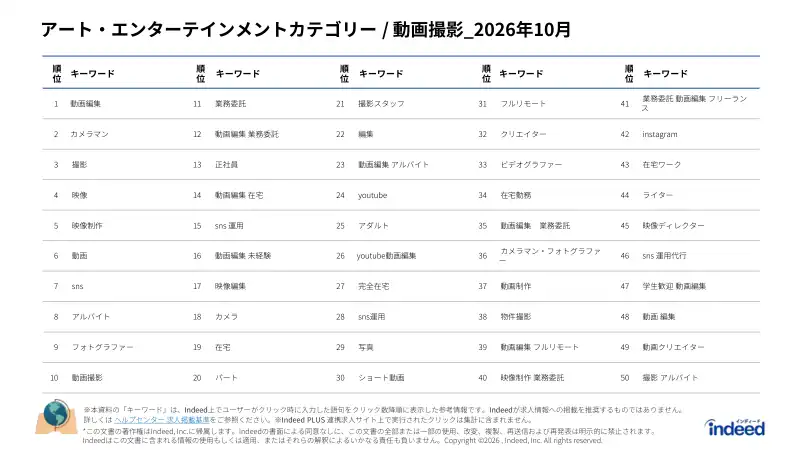 アート・エンターテインメントカテゴリー / 動画撮影_2026年10月
順位 キーワード 順位 キーワード 順位 キーワード 順位 キーワード 順位 キーワード
1 動画編集 11 業務委託 21 撮影スタッフ 31 フルリモート 41 業務委託 動画編集 フリーランス
2 カメラマン 12 動画編集 業務委託 22 編集 32 クリエイター 42 instagram
3 撮影 13 正社員 23 動画編集 アルバイト 33 ビデオグラファー 43 在宅ワーク
4 映像 14 動画編集 在宅 24 youtube 34 在宅勤務 44 ライター
5 映像制作 15 sns 運用 25 アダルト 35 動画編集　業務委託 45 映像ディレクター
6 動画 16 動画編集 未経験 26 youtube動画編集 36 カメラマン・フォトグラファー 46 sns 運用代行
7 sns 17 映像編集 27 完全在宅 37 動画制作 47 学生歓迎 動画編集
8 アルバイト 18 カメラ 28 sns運用 38 物件撮影 48 動画 編集
9 フォトグラファー 19 在宅 29 写真 39 動画編集 フルリモート 49 動画クリエイター
10 動画撮影 20 パート 30 ショート動画 40 映像制作 業務委託 50 撮影 アルバイト
※本資料の「キーワード」は、Indeed上でユーザーがクリック時に入力した語句をクリック数降順に表示した参考情報です。Indeedが求人情報への掲載を推奨するものではありません。
詳しくは ヘルプセンター 求人掲載基準をご参照ください。※Indeed PLUS 連携求人サイト上で実行されたクリックは集計に含まれません。
*この文書の著作権はIndeed, Inc.に帰属します。Indeedの書面による同意なしに、この文書の全部または一部の使用、改変、複製、再送信および再発表は明示的に禁止されます。
Indeedはこの文書に含まれる情報の使用もしくは適用、またはそれらの解釈によるいかなる責任も負いません。Copyright ©2026 , Indeed, Inc. All rights reserved.
インディード
indeed